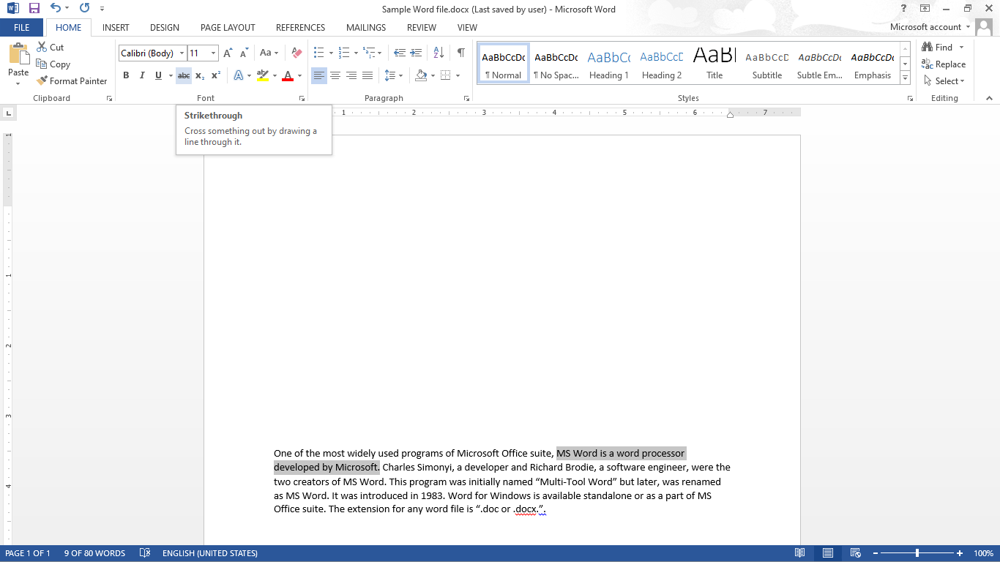 Sample Word file.docx (Last saved by user) - Microsoft Word
?
FILE HOME INSERT DESIGN PAGE LAYOUT REFERENCES MAILINGS REVIEW VIEW Microsoft account
Paste
Cut
Copy
Format Painter
Clipboard
Calibri (Body) 11 A A Aa A
B I U abc x₂ x² A aby A
Font
A Z ¶
Paragraph
AaBbCcDc AaBbCcDc AaBbCc AaBbCcD AaBl AaBbCcD AaBbCcDc AaBbCcDc
¶ Normal ¶ No Spac... Heading 1 Heading 2 Title Subtitle Subtle Em... Emphasis
Styles
Find
Replace
Select
Editing
L
1 2 3 4 5 6 7
Strikethrough
Cross something out by drawing a
line through it.
1
1
2
3
4
One of the most widely used programs of Microsoft Office suite, MS Word is a word processor
developed by Microsoft. Charles Simonyi, a developer and Richard Brodie, a software engineer, were the
two creators of MS Word. This program was initially named “Multi-Tool Word” but later, was renamed
as MS Word. It was introduced in 1983. Word for Windows is available standalone or as a part of MS
Office suite. The extension for any word file is “.doc or .docx.”.
PAGE 1 OF 1 9 OF 80 WORDS ENGLISH (UNITED STATES) 100%